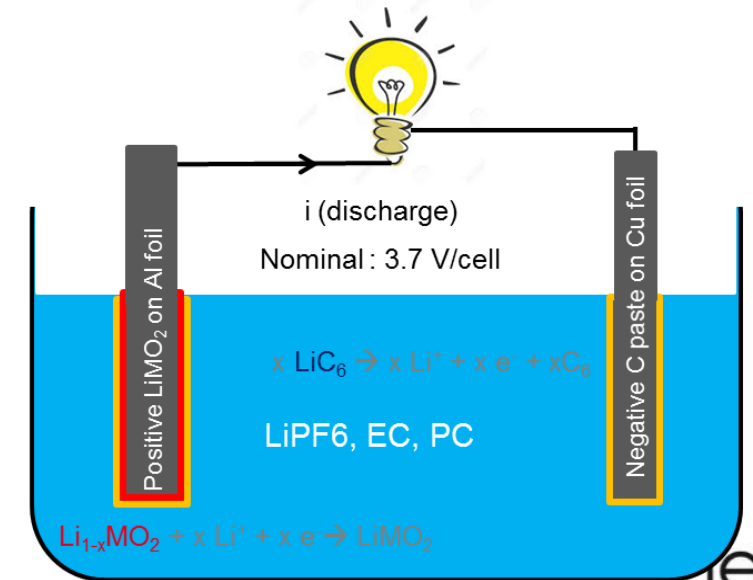 i (discharge)
Nominal : 3.7 V/cell
Positive LiMO₂ on Al foil
Negative C paste on Cu foil
x LiC₆ → x Li⁺ + x e⁻ + xC₆
LiPF6, EC, PC
Li₁₋ₓMO₂ + x Li⁺ + x e⁻ → LiMO₂